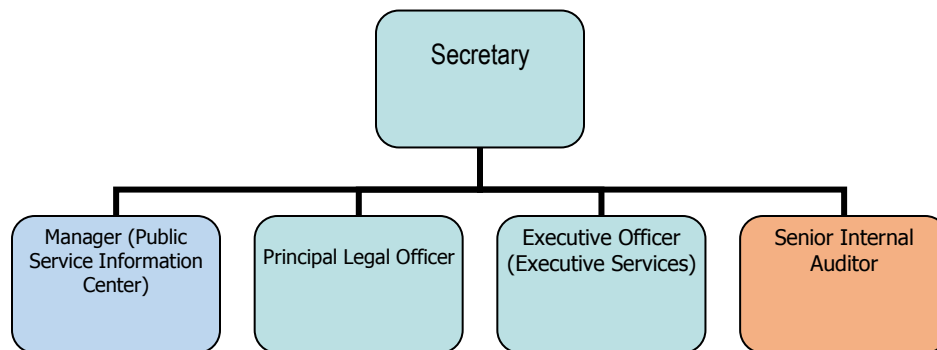 Secretary
Manager (Public
Service Information
Center)
Principal Legal Officer
Executive Officer
(Executive Services)
Senior Internal
Auditor